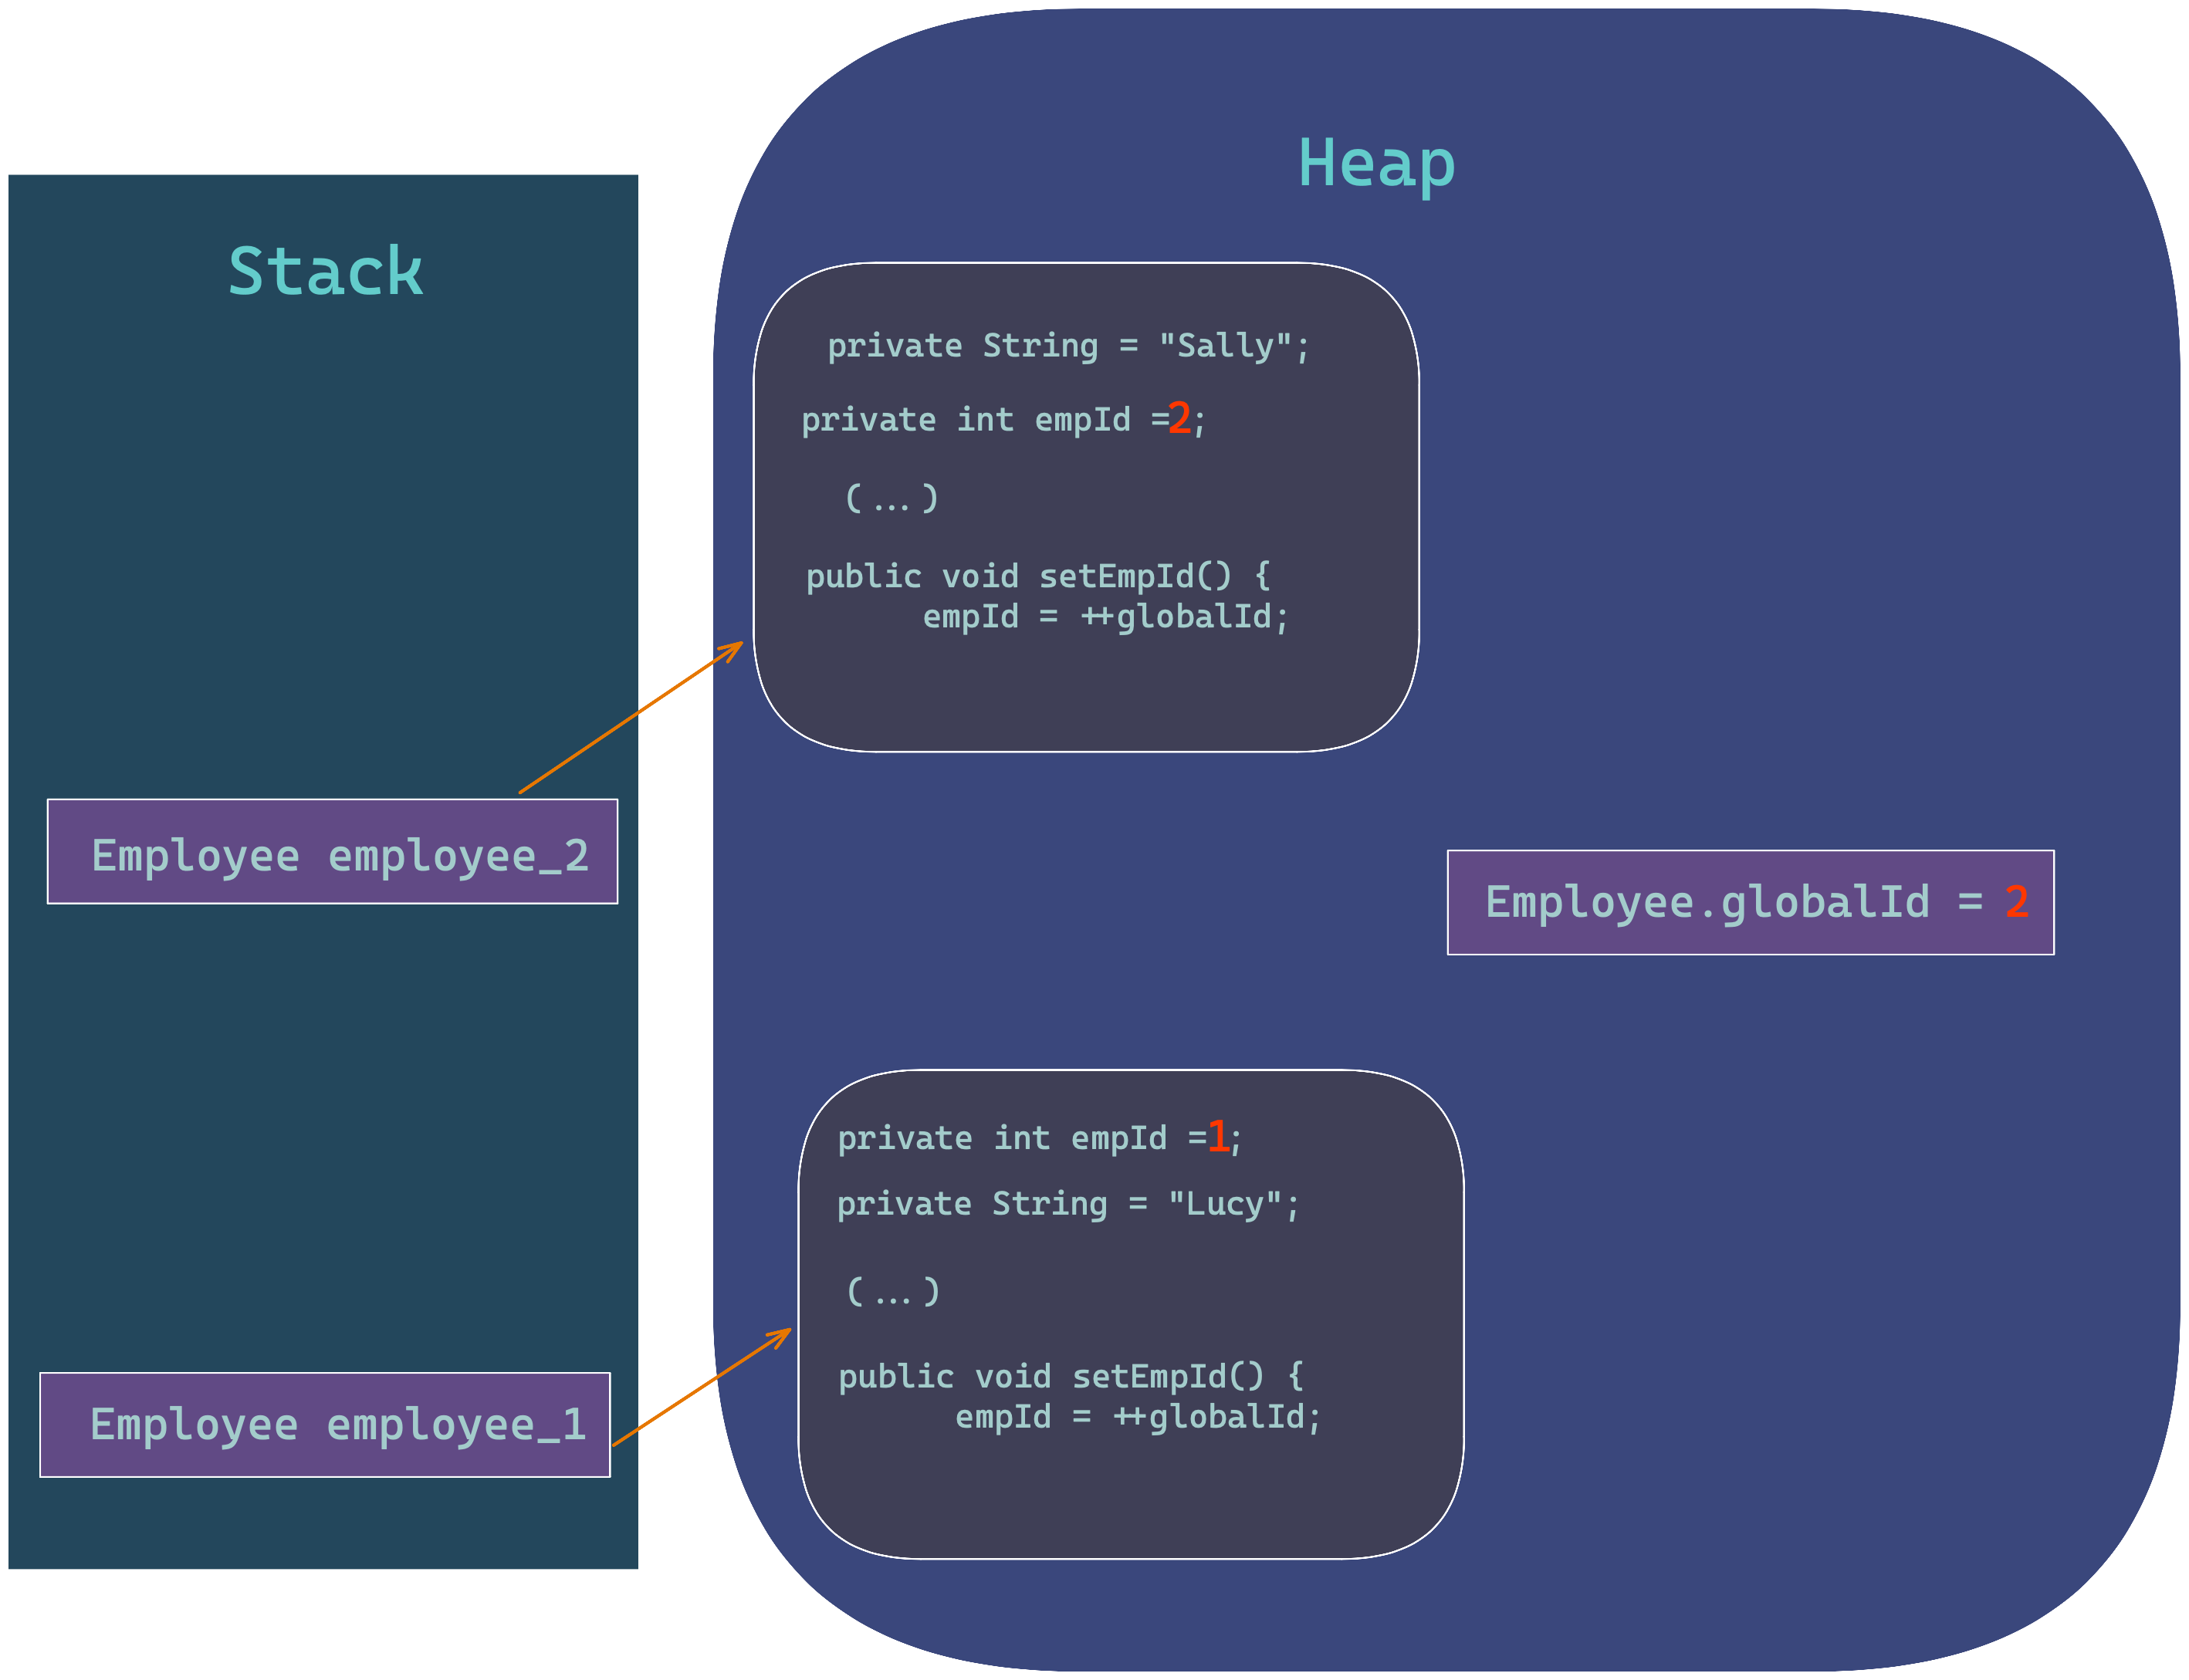 Stack
Employee employee_2
Employee employee_1
Heap
private String = "Sally";
private int empId =2;
(...)
public void setEmpId() {
empId = ++globalId;
Employee.globalId = 2
private int empId =1;
private String = "Lucy";
(...)
public void setEmpId() {
empId = ++globalId;